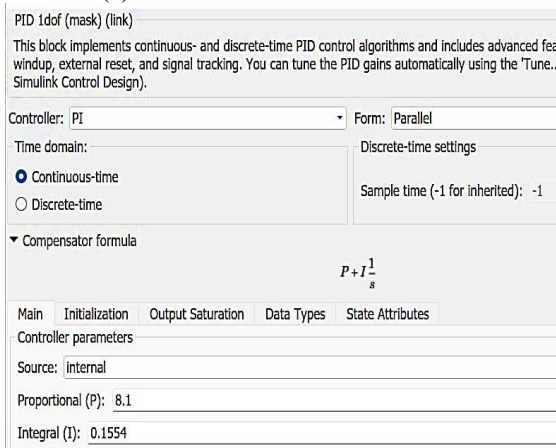 PID 1dof (mask) (link)
This block implements continuous- and discrete-time PID control algorithms and includes advanced fea
windup, external reset, and signal tracking. You can tune the PID gains automatically using the 'Tune..
Simulink Control Design).
Controller: PI Form: Parallel
Time domain: Discrete-time settings
Continuous-time
Sample time (-1 for inherited): -1
Discrete-time
Compensator formula
P+I 1/s
Main Initialization Output Saturation Data Types State Attributes
Controller parameters
Source: internal
Proportional (P): 8.1
Integral (I): 0.1554